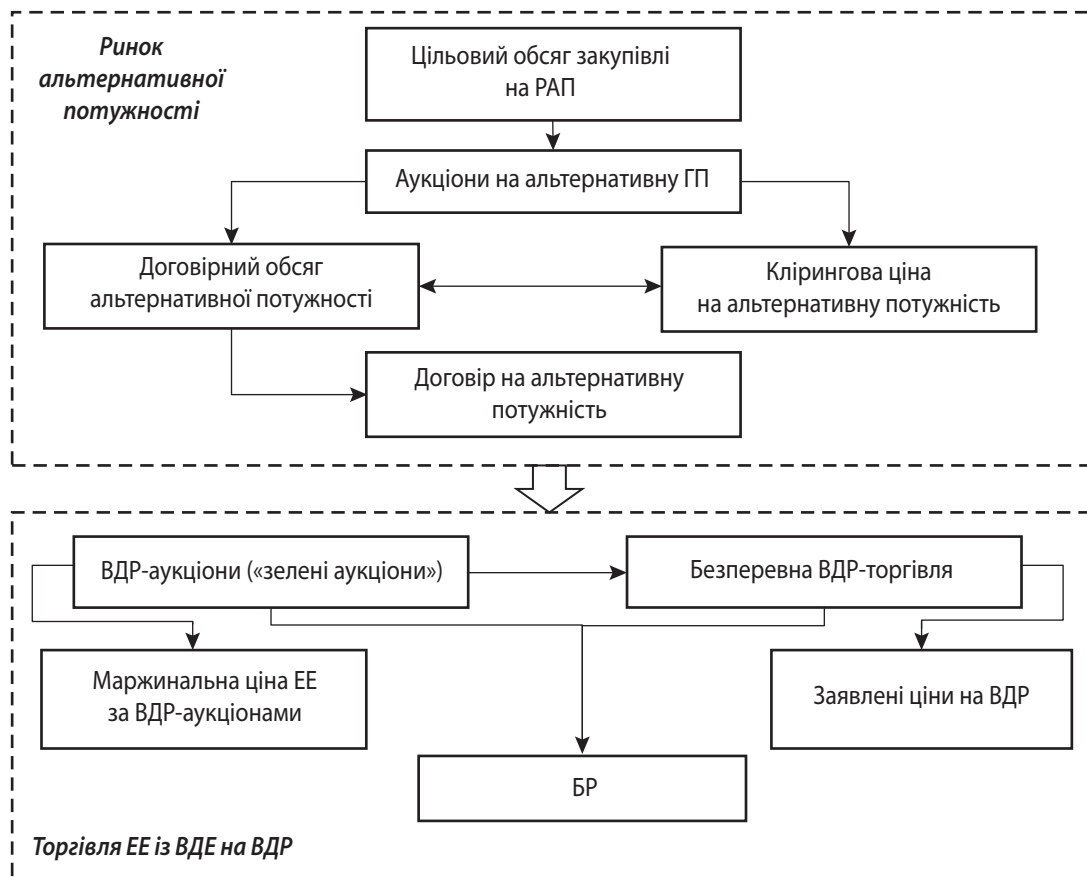 Ринок
альтернативної
потужності
Цільовий обсяг закупівлі
на РАП
Аукціони на альтернативну ГП
Договірний обсяг
альтернативної потужності
Клірингова ціна
на альтернативну потужність
Договір на альтернативну
потужність
ВДР-аукціони («зелені аукціони»)
Безперевна ВДР-торгівля
Маржинальна ціна ЕЕ
за ВДР-аукціонами
Заявлені ціни на ВДР
БР
Торгівля ЕЕ із ВДЕ на ВДР